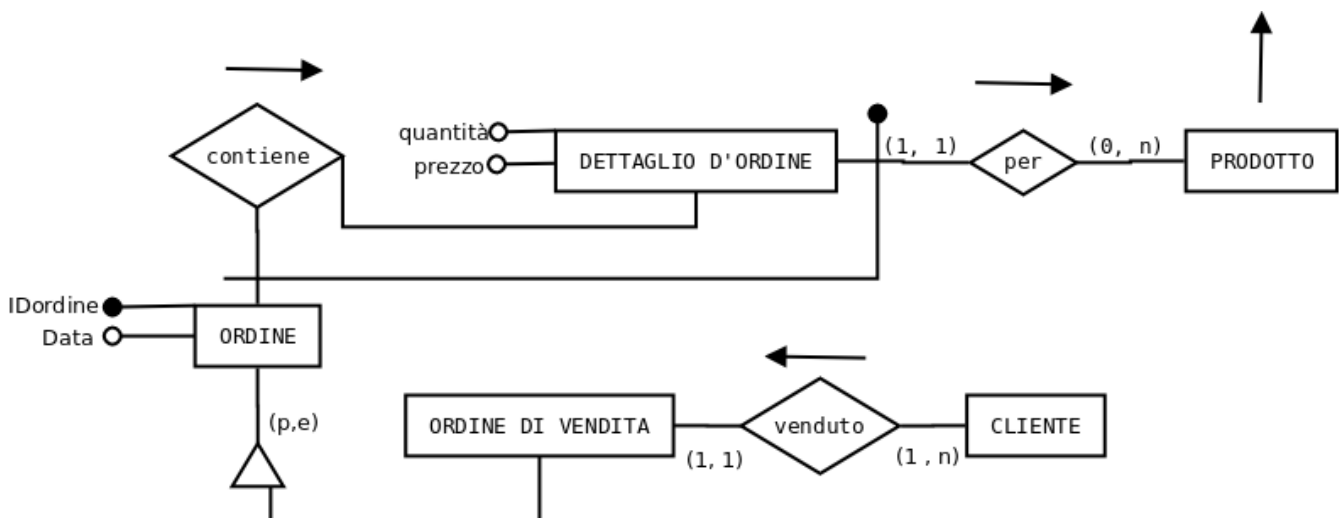 contiene
quantità
prezzo
DETTAGLIO D'ORDINE
(1, 1)
per
(0, n)
PRODOTTO
IDordine
Data
ORDINE
(p,e)
ORDINE DI VENDITA
(1,1)
venduto
(1 ,n)
CLIENTE